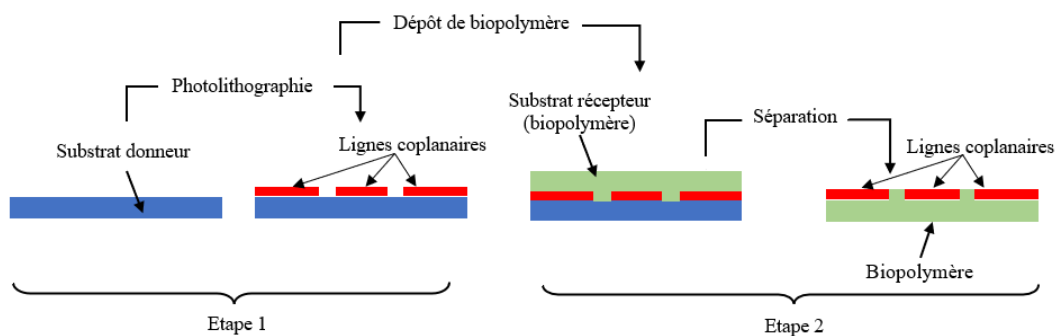 Dépôt de biopolymère
Photolithographie
Substrat donneur
Lignes coplanaires
Etape 1
Substrat récepteur
(biopolymère)
Séparation
Lignes coplanaires
Biopolymère
Etape 2